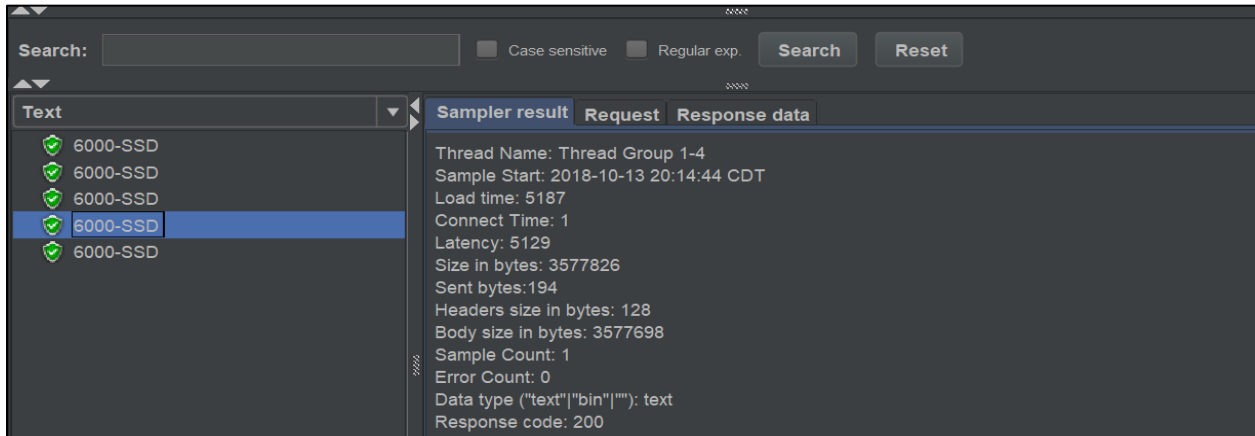 Search: Case sensitive Regular exp. Search Reset
Text
6000-SSD
6000-SSD
6000-SSD
6000-SSD
6000-SSD
Sampler result Request Response data
Thread Name: Thread Group 1-4
Sample Start: 2018-10-13 20:14:44 CDT
Load time: 5187
Connect Time: 1
Latency: 5129
Size in bytes: 3577826
Sent bytes:194
Headers size in bytes: 128
Body size in bytes: 3577698
Sample Count: 1
Error Count: 0
Data type ("text"|"bin"|""): text
Response code: 200